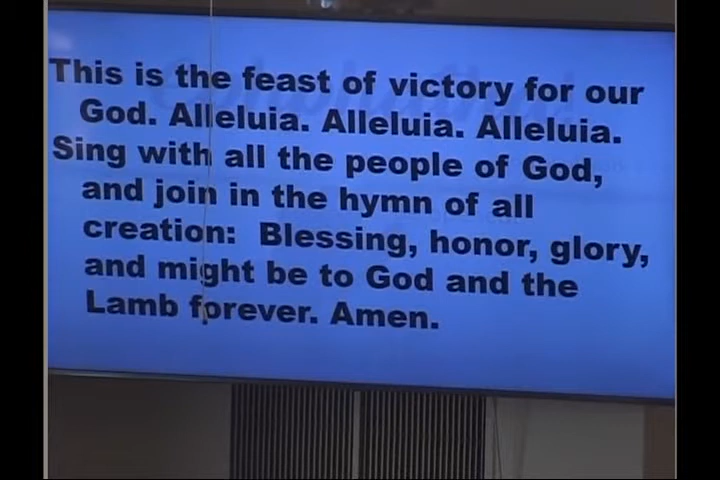 This is the feast of victory for our
God. Alleluia. Alleluia. Alleluia.
Sing with all the people of God,
and join in the hymn of all
creation: Blessing, honor, glory,
and might be to God and the
Lamb forever. Amen.